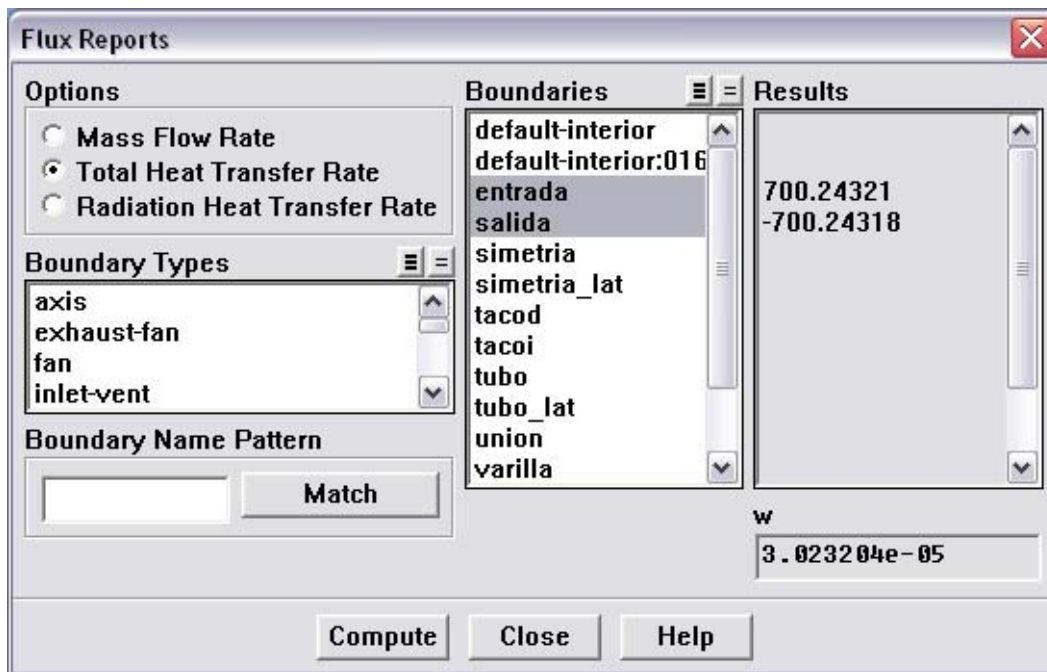 Flux Reports
Options
Mass Flow Rate
Total Heat Transfer Rate
Radiation Heat Transfer Rate
Boundary Types
axis
exhaust-fan
fan
inlet-vent
Boundary Name Pattern
Match
Boundaries
default-interior
default-interior:016
entrada
salida
simetria
simetria_lat
tacod
tacoi
tubo
tubo_lat
union
varilla
Results
700.24321
-700.24318
w
3.023204e-05
Compute
Close
Help